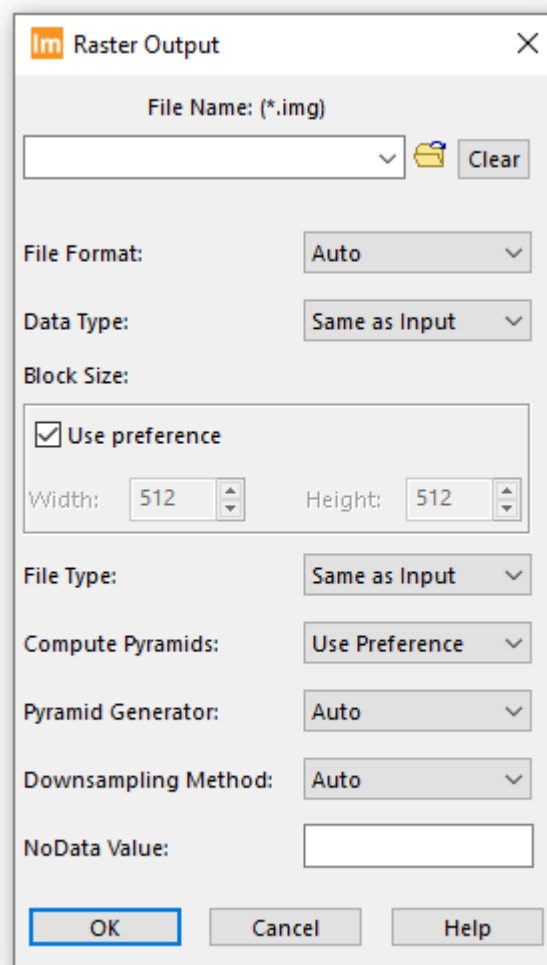 Im Raster Output
File Name: (*.img)
Clear
File Format: Auto
Data Type: Same as Input
Block Size:
Use preference
Width: 512 Height: 512
File Type: Same as Input
Compute Pyramids: Use Preference
Pyramid Generator: Auto
Downsampling Method: Auto
NoData Value:
OK Cancel Help